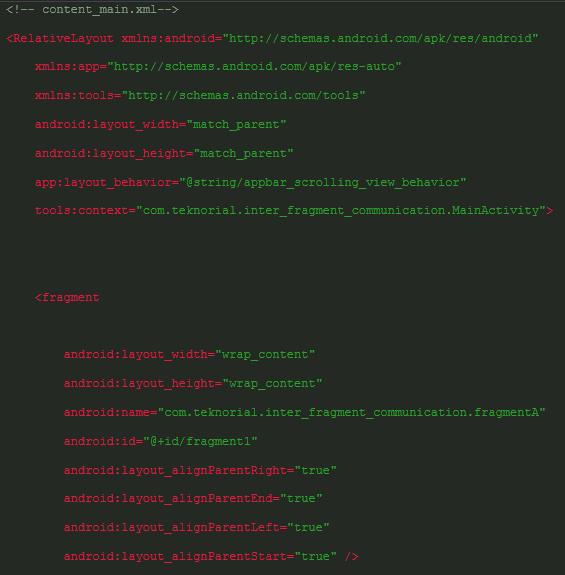 <!-- content_main.xml-->
<RelativeLayout xmlns:android="http://schemas.android.com/apk/res/android"
xmlns:app="http://schemas.android.com/apk/res-auto"
xmlns:tools="http://schemas.android.com/tools"
android:layout_width="match_parent"
android:layout_height="match_parent"
app:layout_behavior="@string/appbar_scrolling_view_behavior"
tools:context="com.teknorial.inter_fragment_communication.MainActivity">
<fragment
android:layout_width="wrap_content"
android:layout_height="wrap_content"
android:name="com.teknorial.inter_fragment_communication.fragmentA"
android:id="@+id/fragment1"
android:layout_alignParentRight="true"
android:layout_alignParentEnd="true"
android:layout_alignParentLeft="true"
android:layout_alignParentStart="true" />